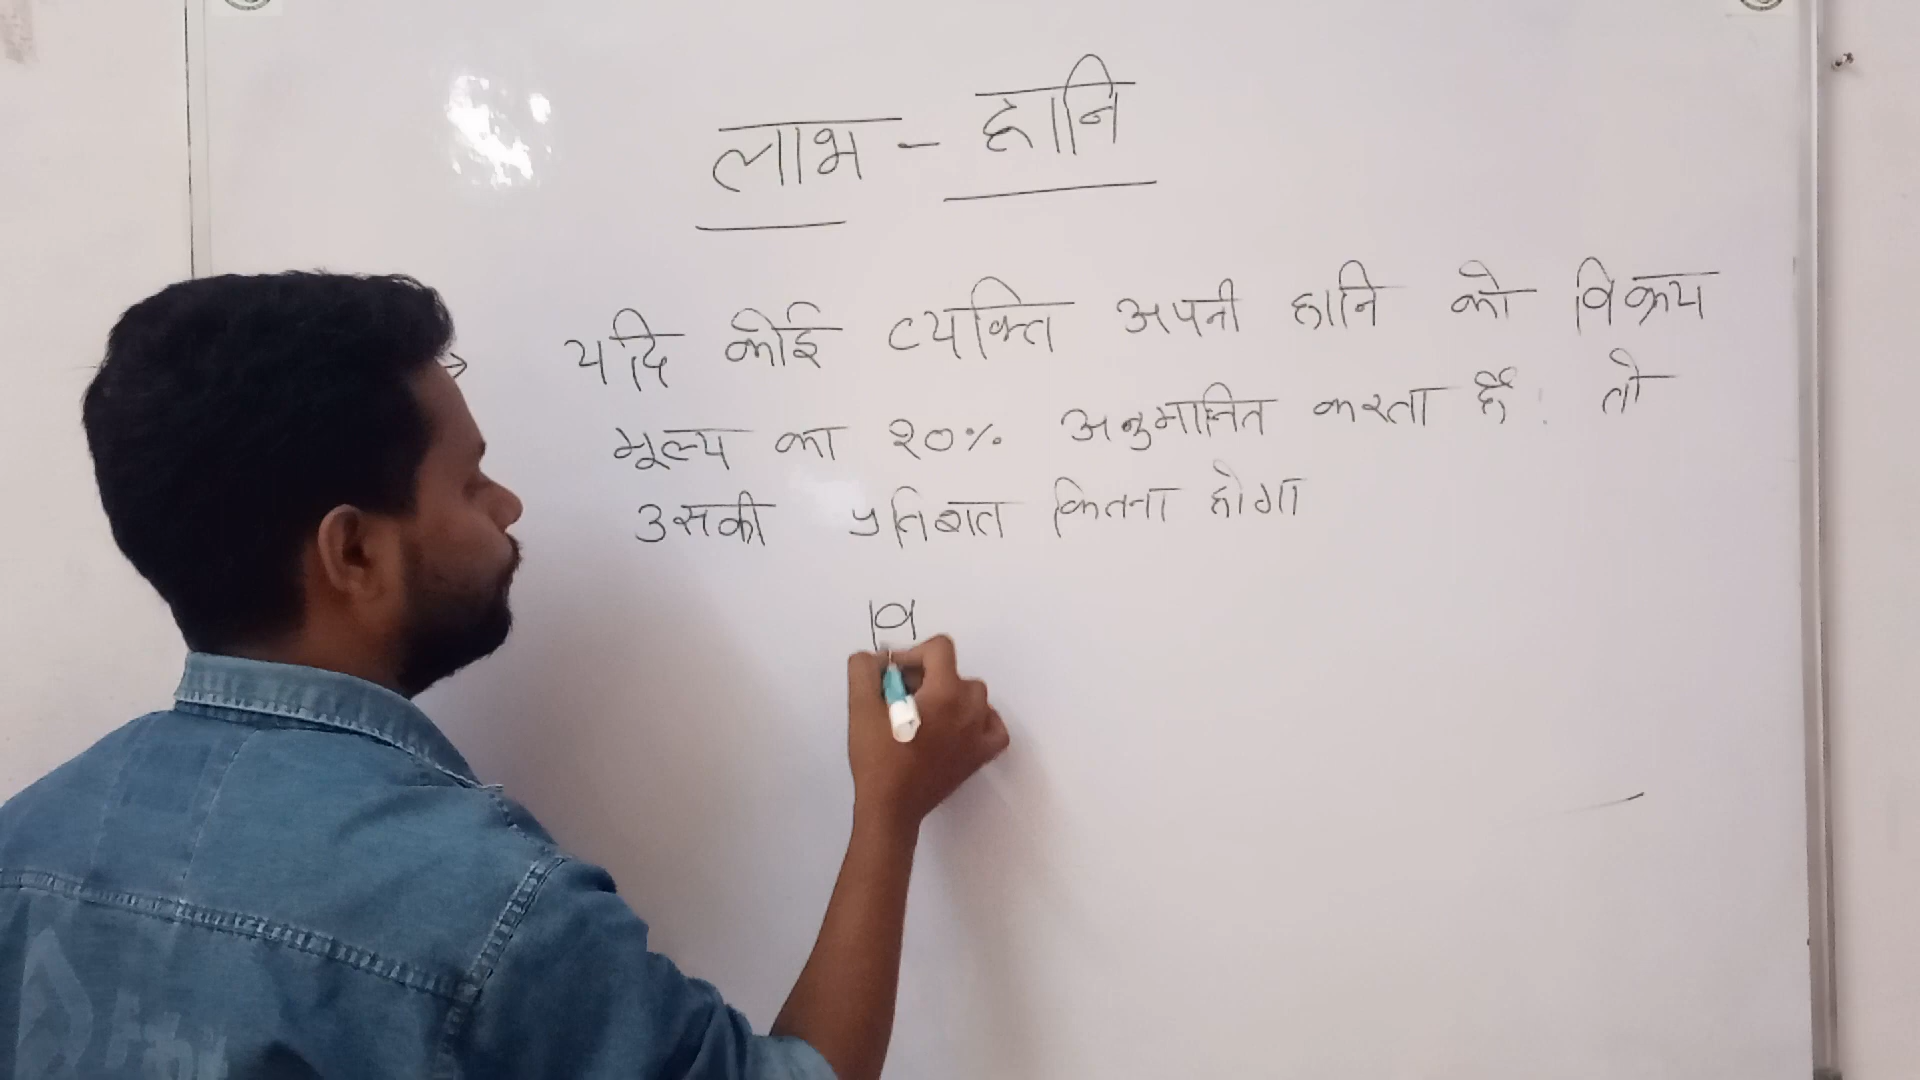 लाभ - हानि
यदि कोई व्यक्ति अपनी हानि को विक्रय
मूल्य का २०% अनुमानित करता है तो
उसकी प्रतिशत कितना होगा